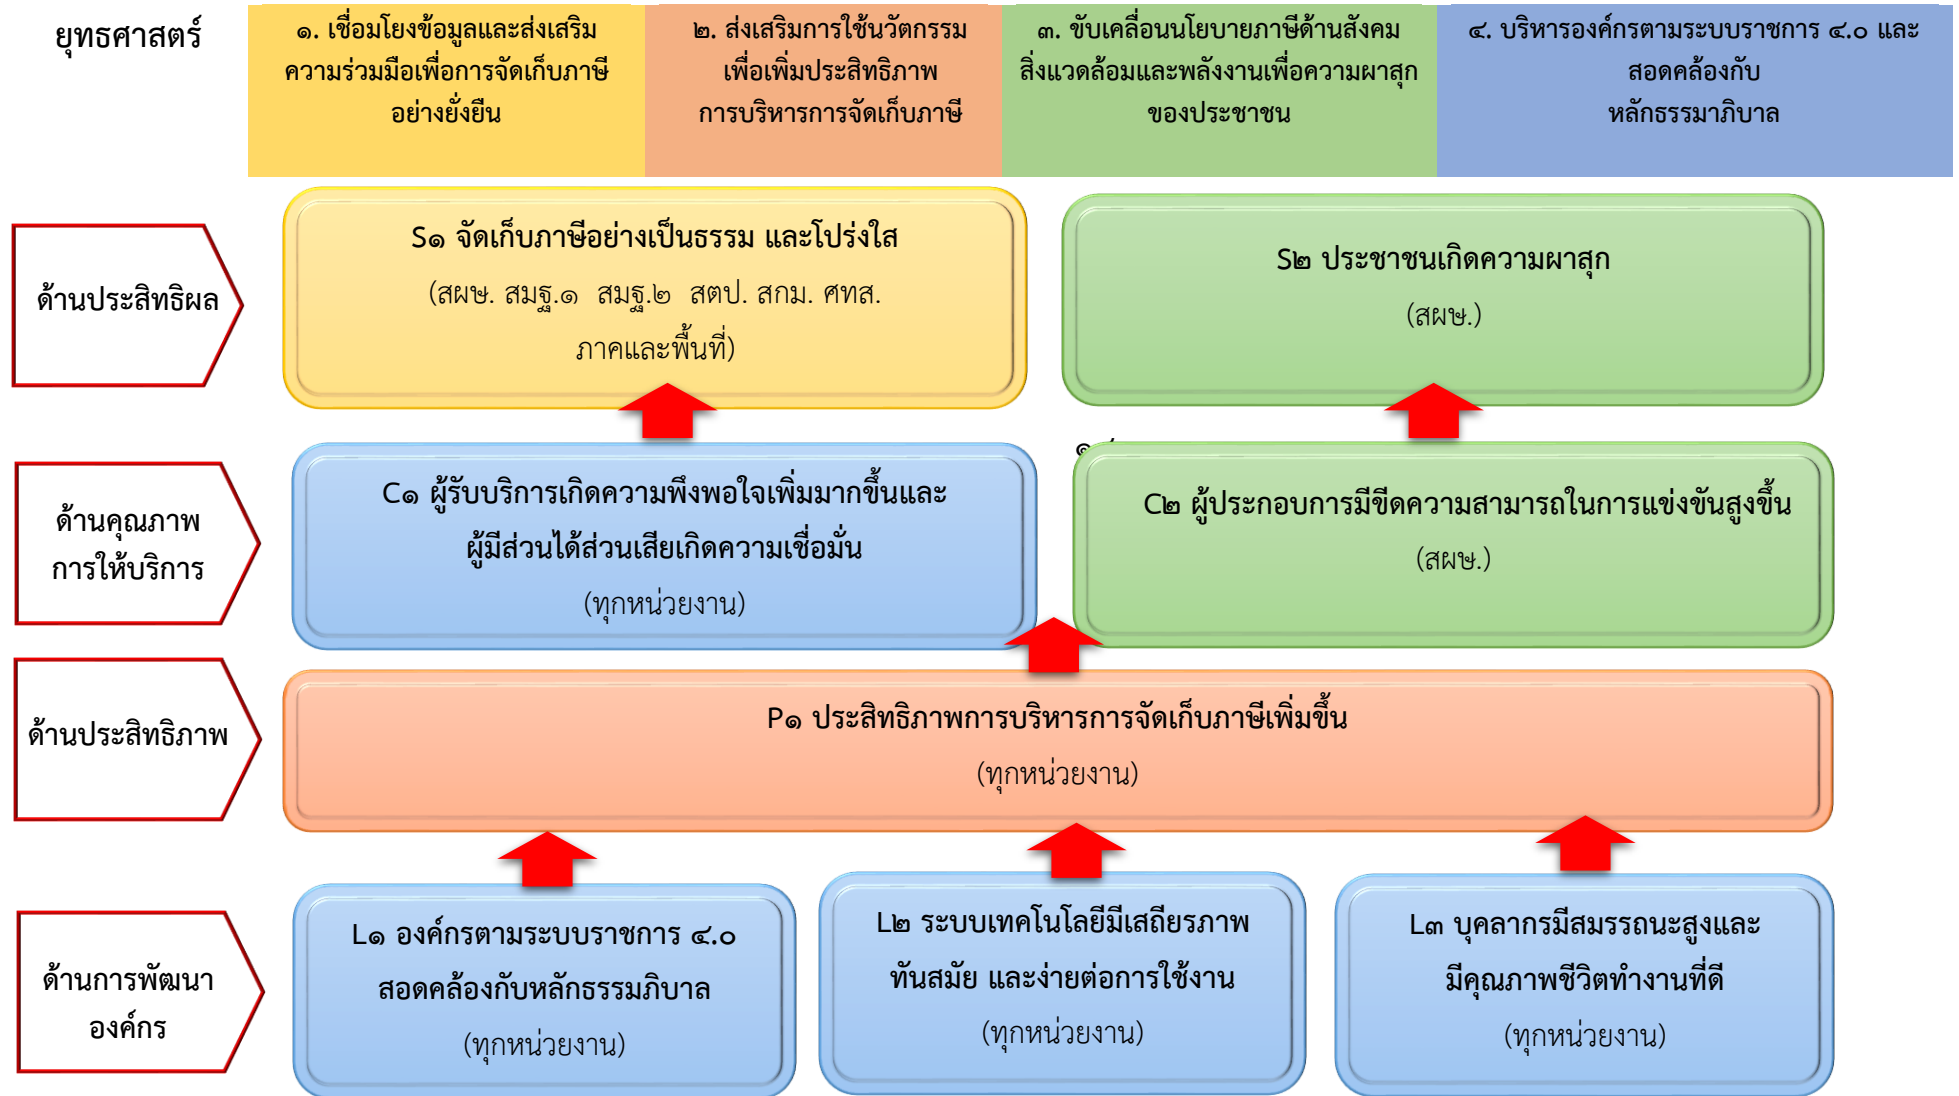 ยุทธศาสตร์
๑. เชื่อมโยงข้อมูลและส่งเสริม
ความร่วมมือเพื่อการจัดเก็บภาษี
อย่างยั่งยืน
๒. ส่งเสริมการใช้นวัตกรรม
เพื่อเพิ่มประสิทธิภาพ
การบริหารการจัดเก็บภาษี
๓. ขับเคลื่อนนโยบายภาษีด้านสังคม
สิ่งแวดล้อมและพลังงานเพื่อความผาสุก
ของประชาชน
๔. บริหารองค์กรตามระบบราชการ ๔.๐ และ
สอดคล้องกับ
หลักธรรมาภิบาล
ด้านประสิทธิผล
S๑ จัดเก็บภาษีอย่างเป็นธรรม และโปร่งใส
(สผษ. สมฐ.๑ สมฐ.๒ สตป. สกม. ศทส.
ภาคและพื้นที่)
S๒ ประชาชนเกิดความผาสุก
(สผษ.)
ด้านคุณภาพ
การให้บริการ
C๑ ผู้รับบริการเกิดความพึงพอใจเพิ่มมากขึ้นและ
ผู้มีส่วนได้ส่วนเสียเกิดความเชื่อมั่น
(ทุกหน่วยงาน)
C๒ ผู้ประกอบการมีขีดความสามารถในการแข่งขันสูงขึ้น
(สผษ.)
ด้านประสิทธิภาพ
P๑ ประสิทธิภาพการบริหารการจัดเก็บภาษีเพิ่มขึ้น
(ทุกหน่วยงาน)
ด้านการพัฒนา
องค์กร
L๑ องค์กรตามระบบราชการ ๔.๐
สอดคล้องกับหลักธรรมภิบาล
(ทุกหน่วยงาน)
L๒ ระบบเทคโนโลยีมีเสถียรภาพ
ทันสมัย และง่ายต่อการใช้งาน
(ทุกหน่วยงาน)
L๓ บุคลากรมีสมรรถนะสูงและ
มีคุณภาพชีวิตทำงานที่ดี
(ทุกหน่วยงาน)